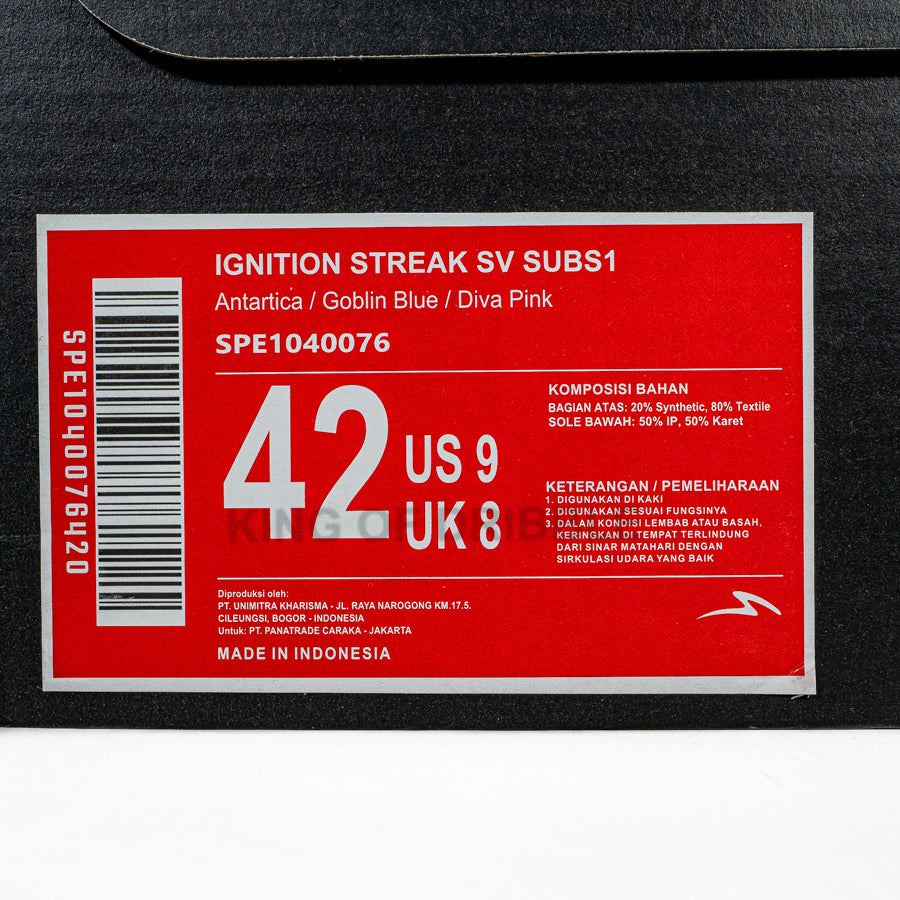 IGNITION STREAK SV SUBS1
Antartica / Goblin Blue / Diva Pink
SPE1040076
SPE1040076420
42
US 9
UK 8
KOMPOSISI BAHAN
BAGIAN ATAS: 20% Synthetic, 80% Textile
SOLE BAWAH: 50% IP, 50% Karet
KETERANGAN / PEMELIHARAAN
1. DIGUNAKAN DI KAKI
2. DIGUNAKAN SESUAI FUNGSINYA
3. DALAM KONDISI LEMBAB ATAU BASAH,
KERINGKAN DI TEMPAT TERLINDUNG
DARI SINAR MATAHARI DENGAN
SIRKULASI UDARA YANG BAIK
KING OF
Diproduksi oleh:
PT. UNIMITRA KHARISMA - JL. RAYA NAROGONG KM.17.5.
CILEUNGSI, BOGOR - INDONESIA
Untuk: PT. PANATRADE CARAKA - JAKARTA
MADE IN INDONESIA